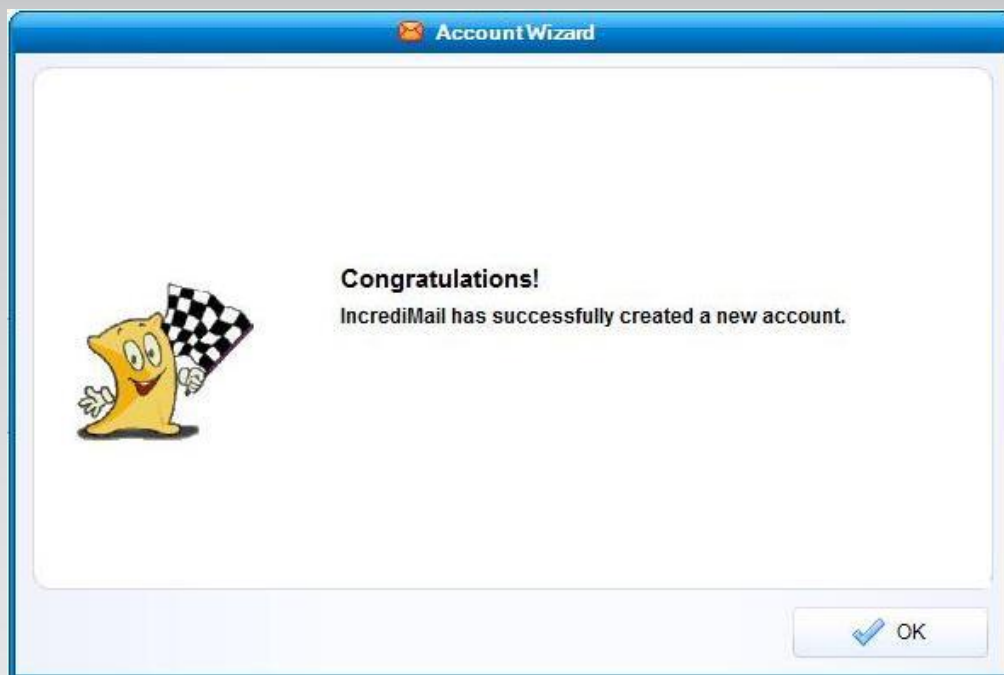 Account Wizard
Congratulations!
IncrediMail has successfully created a new account.
OK